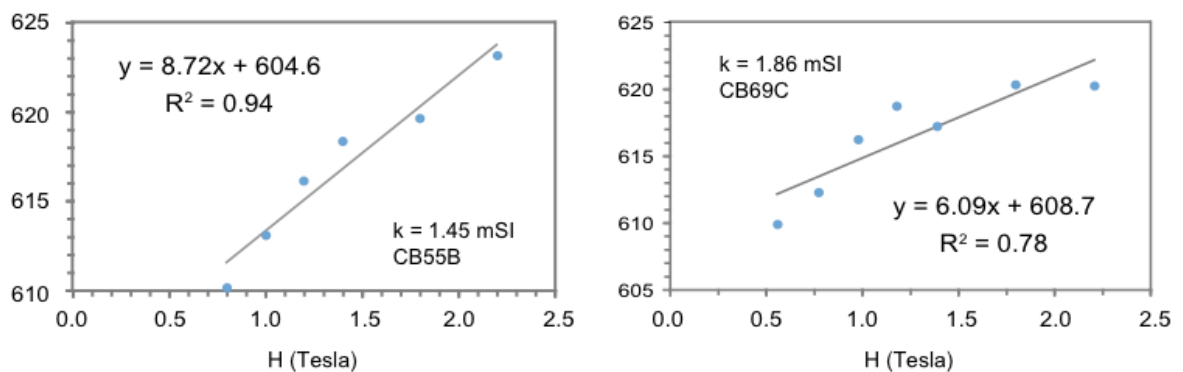 625
620
615
610
y = 8.72x + 604.6
R² = 0.94
k = 1.45 mSI
CB55B
0.0 0.5 1.0 1.5 2.0 2.5
H (Tesla)
625
620
615
610
605
k = 1.86 mSI
CB69C
y = 6.09x + 608.7
R² = 0.78
0.0 0.5 1.0 1.5 2.0 2.5
H (Tesla)